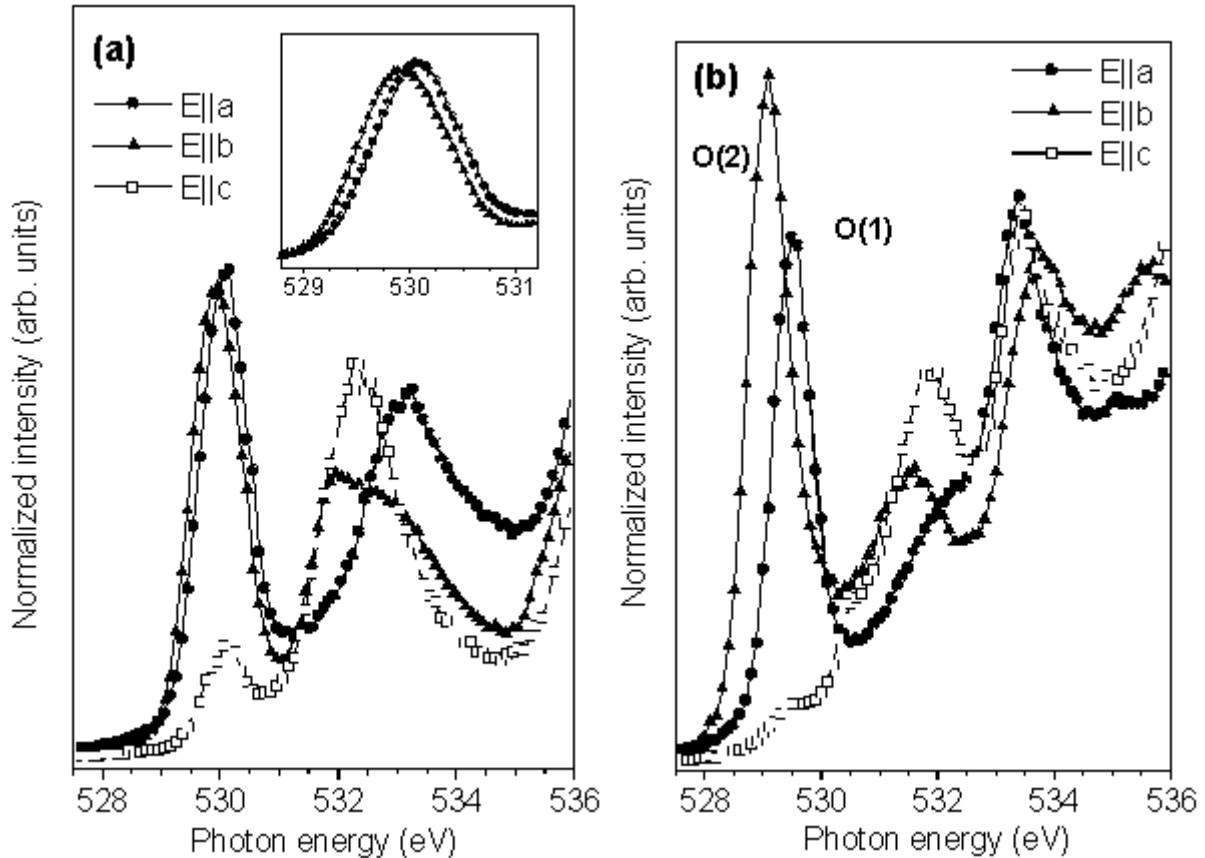 (a)
E||a
E||b
E||c
529 530 531
Normalized intensity (arb. units)
528 530 532 534 536
Photon energy (eV)
(b)
E||a
E||b
E||c
O(2)
O(1)
Normalized intensity (arb. units)
528 530 532 534 536
Photon energy (eV)